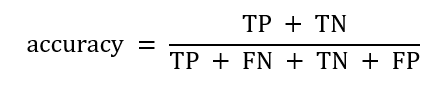 accuracy = TP + TN
TP + FN + TN + FP